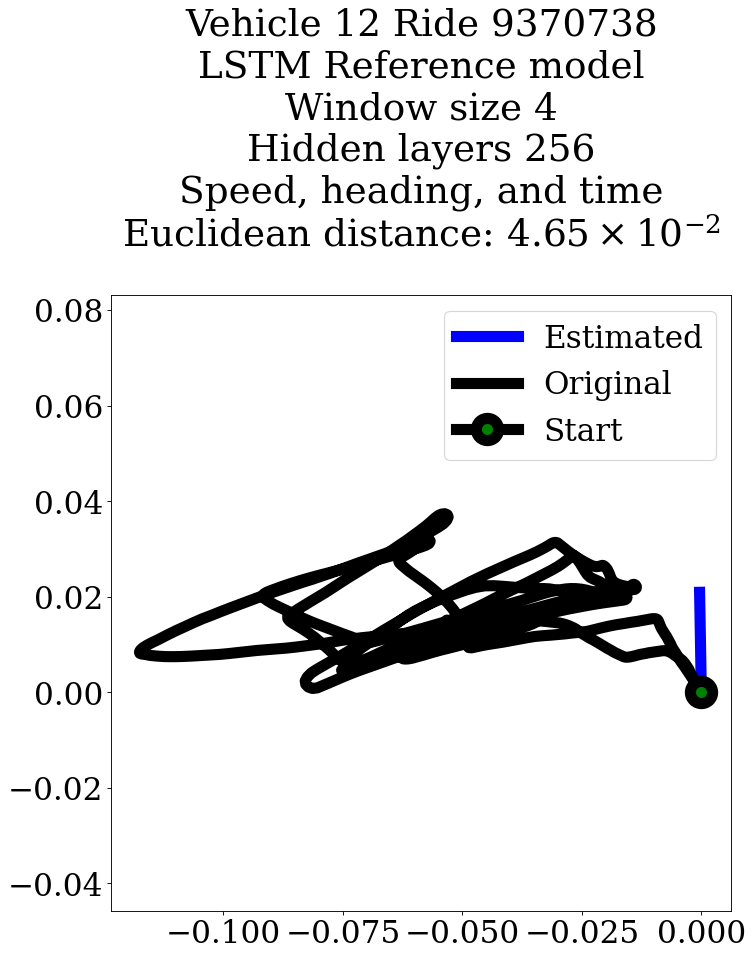 Vehicle 12 Ride 9370738
LSTM Reference model
Window size 4
Hidden layers 256
Speed, heading, and time
Euclidean distance: 4.65 × 10⁻²
Estimated
Original
Start
0.08
0.06
0.04
0.02
0.00
−0.02
−0.04
−0.100 −0.075 −0.050 −0.025 0.000